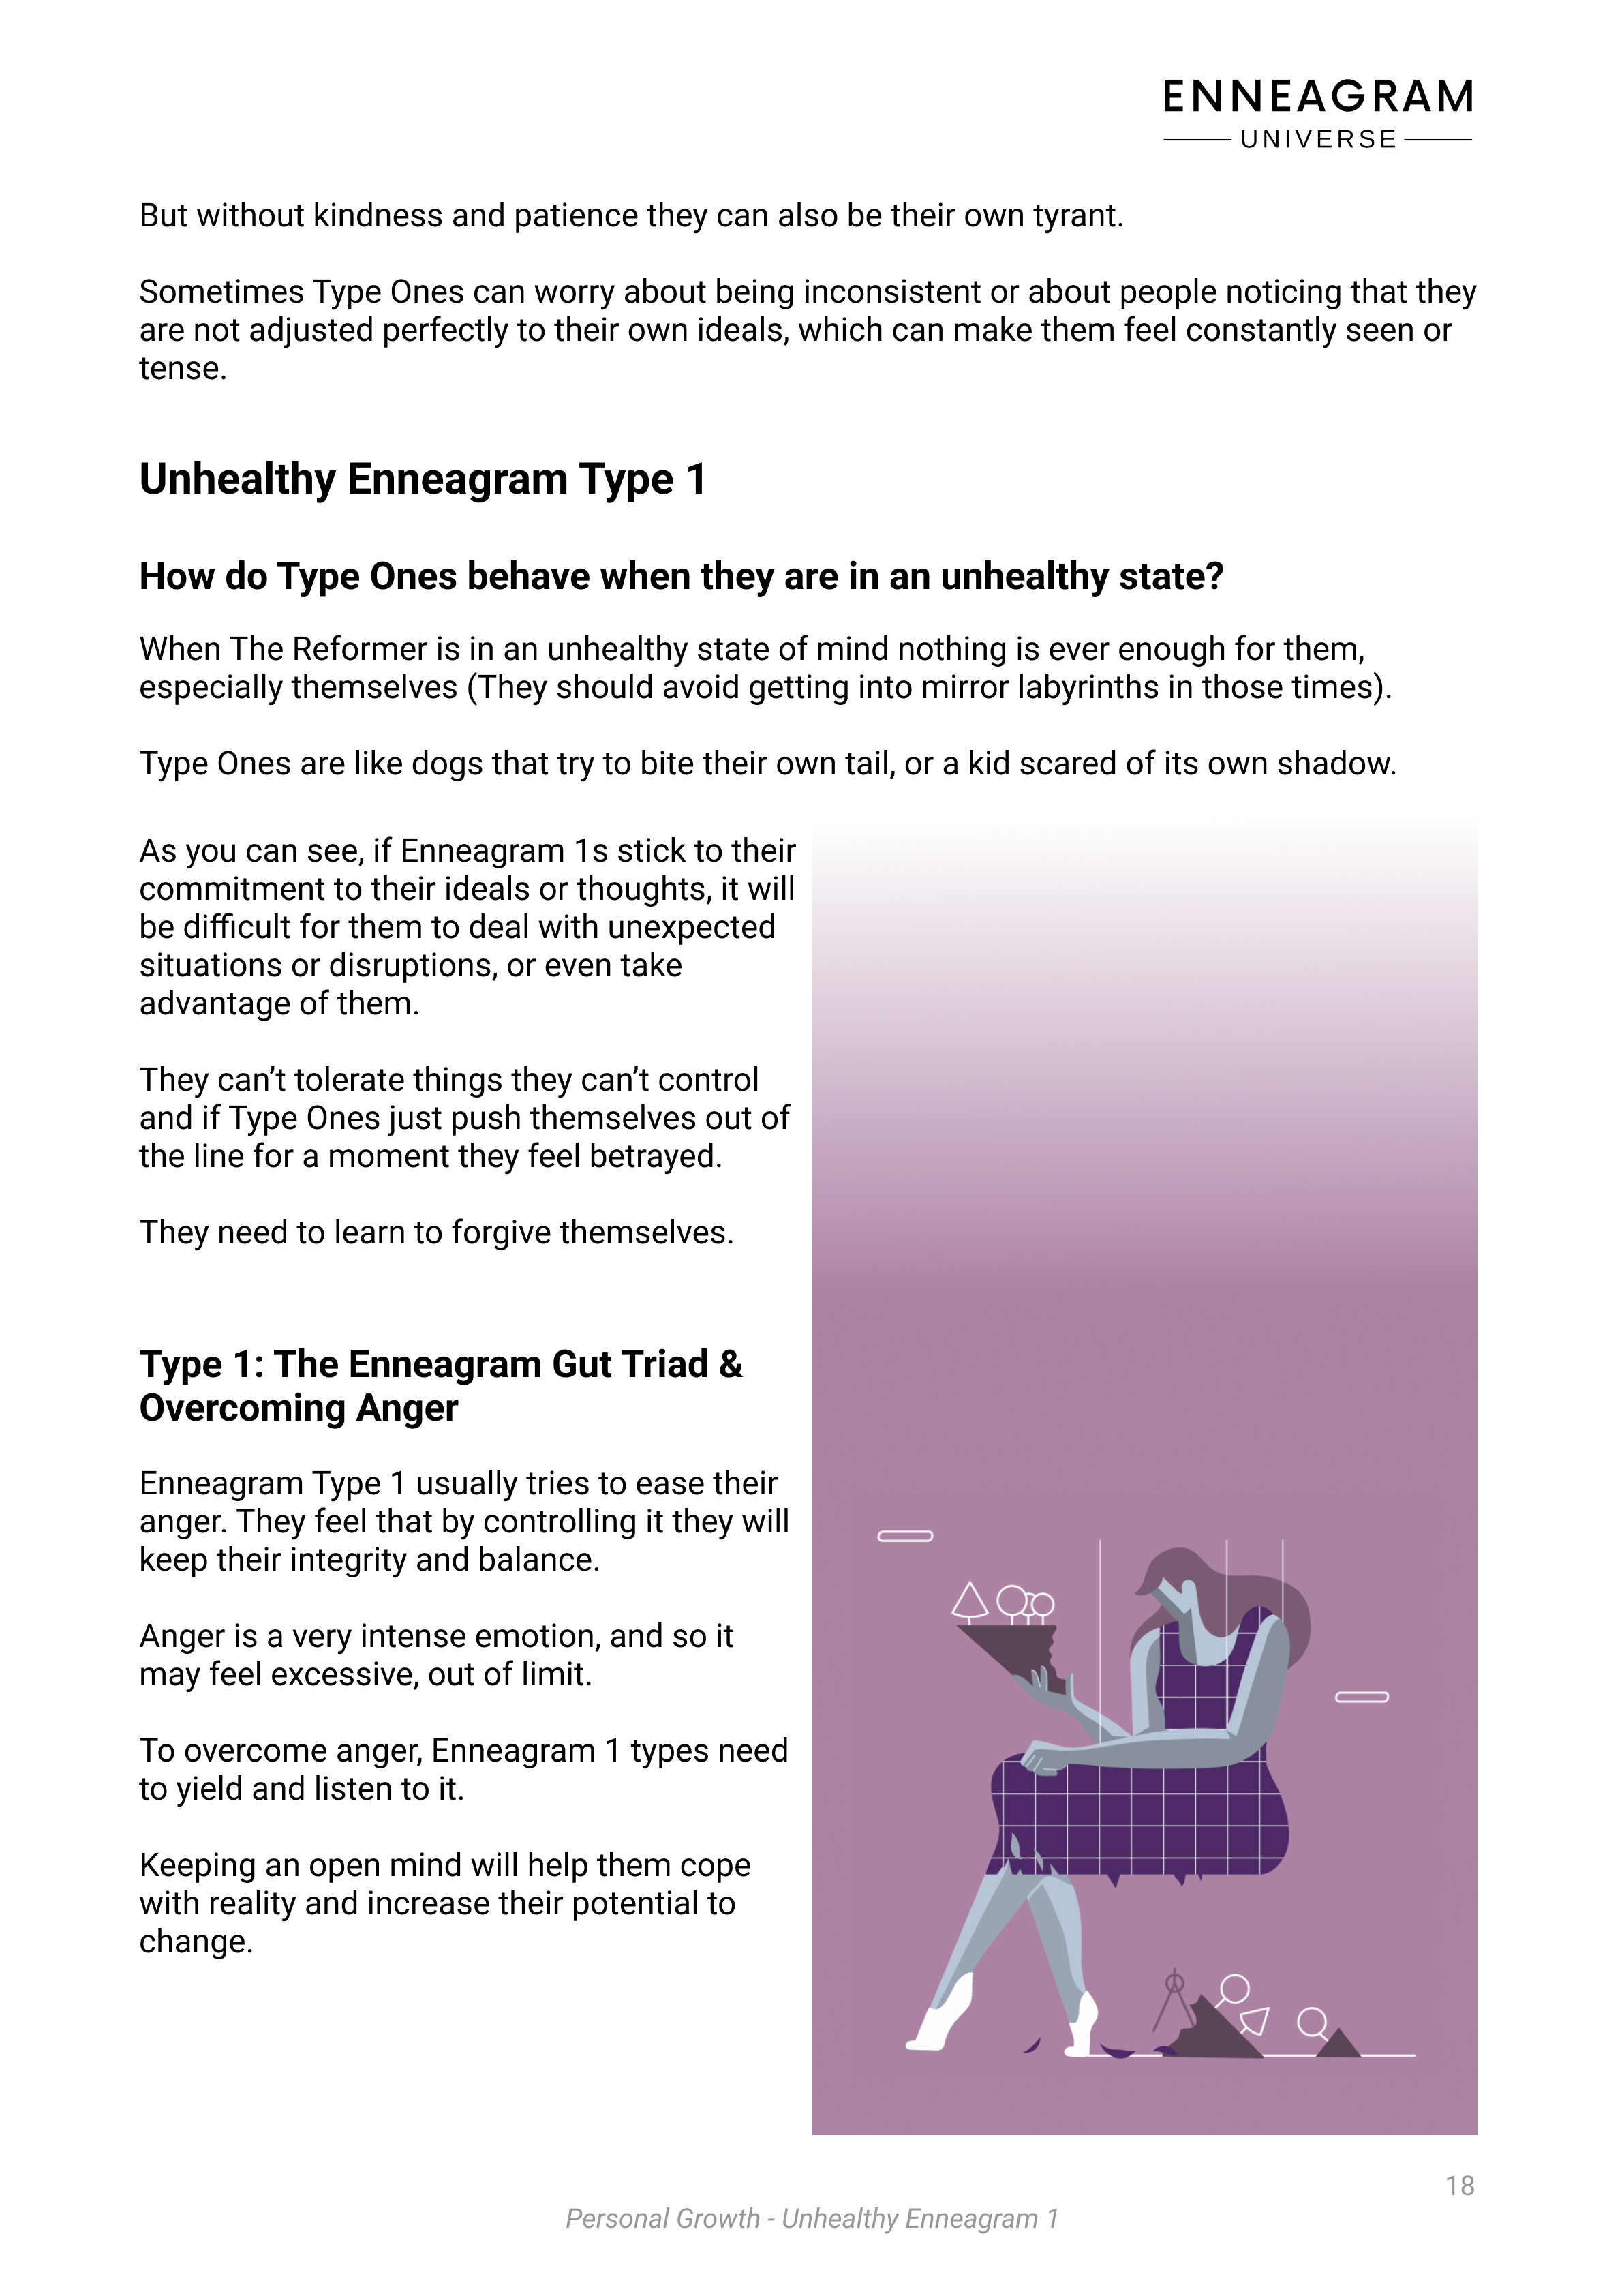 ENNEAGRAM
UNIVERSE
But without kindness and patience they can also be their own tyrant.
Sometimes Type Ones can worry about being inconsistent or about people noticing that they
are not adjusted perfectly to their own ideals, which can make them feel constantly seen or
tense.
Unhealthy Enneagram Type 1
How do Type Ones behave when they are in an unhealthy state?
When The Reformer is in an unhealthy state of mind nothing is ever enough for them,
especially themselves (They should avoid getting into mirror labyrinths in those times).
Type Ones are like dogs that try to bite their own tail, or a kid scared of its own shadow.
As you can see, if Enneagram 1s stick to their
commitment to their ideals or thoughts, it will
be difficult for them to deal with unexpected
situations or disruptions, or even take
advantage of them.
They can’t tolerate things they can’t control
and if Type Ones just push themselves out of
the line for a moment they feel betrayed.
They need to learn to forgive themselves.
Type 1: The Enneagram Gut Triad &
Overcoming Anger
Enneagram Type 1 usually tries to ease their
anger. They feel that by controlling it they will
keep their integrity and balance.
Anger is a very intense emotion, and so it
may feel excessive, out of limit.
To overcome anger, Enneagram 1 types need
to yield and listen to it.
Keeping an open mind will help them cope
with reality and increase their potential to
change.
18
Personal Growth - Unhealthy Enneagram 1